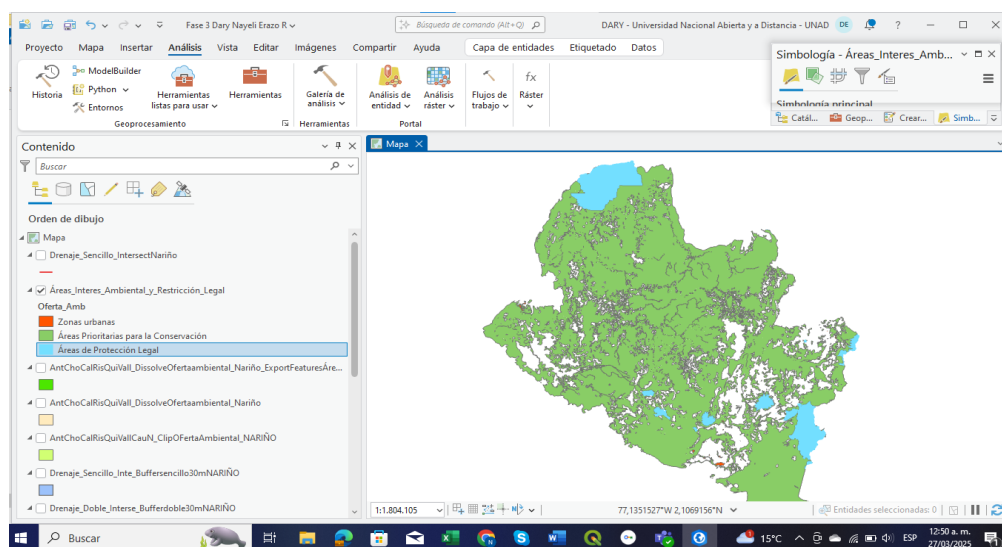 Fase 3 Dary Nayeli Erazo R
Búsqueda de comando (Alt+Q)
DARY - Universidad Nacional Abierta y a Distancia - UNAD
DE
?
Proyecto Mapa Insertar Análisis Vista Editar Imágenes Compartir Ayuda Capa de entidades Etiquetado Datos
Historia
ModelBuilder
Python
Entornos
Herramientas listas para usar
Herramientas
Geoprocesamiento
Galería de análisis
Herramientas
Análisis de entidad
Análisis ráster
Portal
Flujos de trabajo
fx
Ráster
Simbología - Áreas_Interes_Amb...
Simbología principal
Catál... Geop... Crear... Simb...
Contenido
Buscar
Orden de dibujo
Mapa
Drenaje_Sencillo_IntersectNariño
Áreas_Interes_Ambiental_y_Restricción_Legal
Oferta_Amb
Zonas urbanas
Áreas Prioritarias para la Conservación
Áreas de Protección Legal
AntChoCalRisQuiVall_DissolveOfertaambiental_Nariño_ExportFeaturesÁre...
AntChoCalRisQuiVall_DissolveOfertaambiental_Nariño
AntChoCalRisQuiVallCauN_ClipOFertaAmbiental_NARIÑO
Drenaje_Sencillo_Inte_Buffersencillo30mNARIÑO
Drenaje_Doble_Interse_Bufferdoble30mNARIÑO
Mapa
1:1.804.105
77,1351527°W 2,1069156°N
Entidades seleccionadas: 0
Buscar
15°C
ESP
12:50 a. m.
27/03/2025